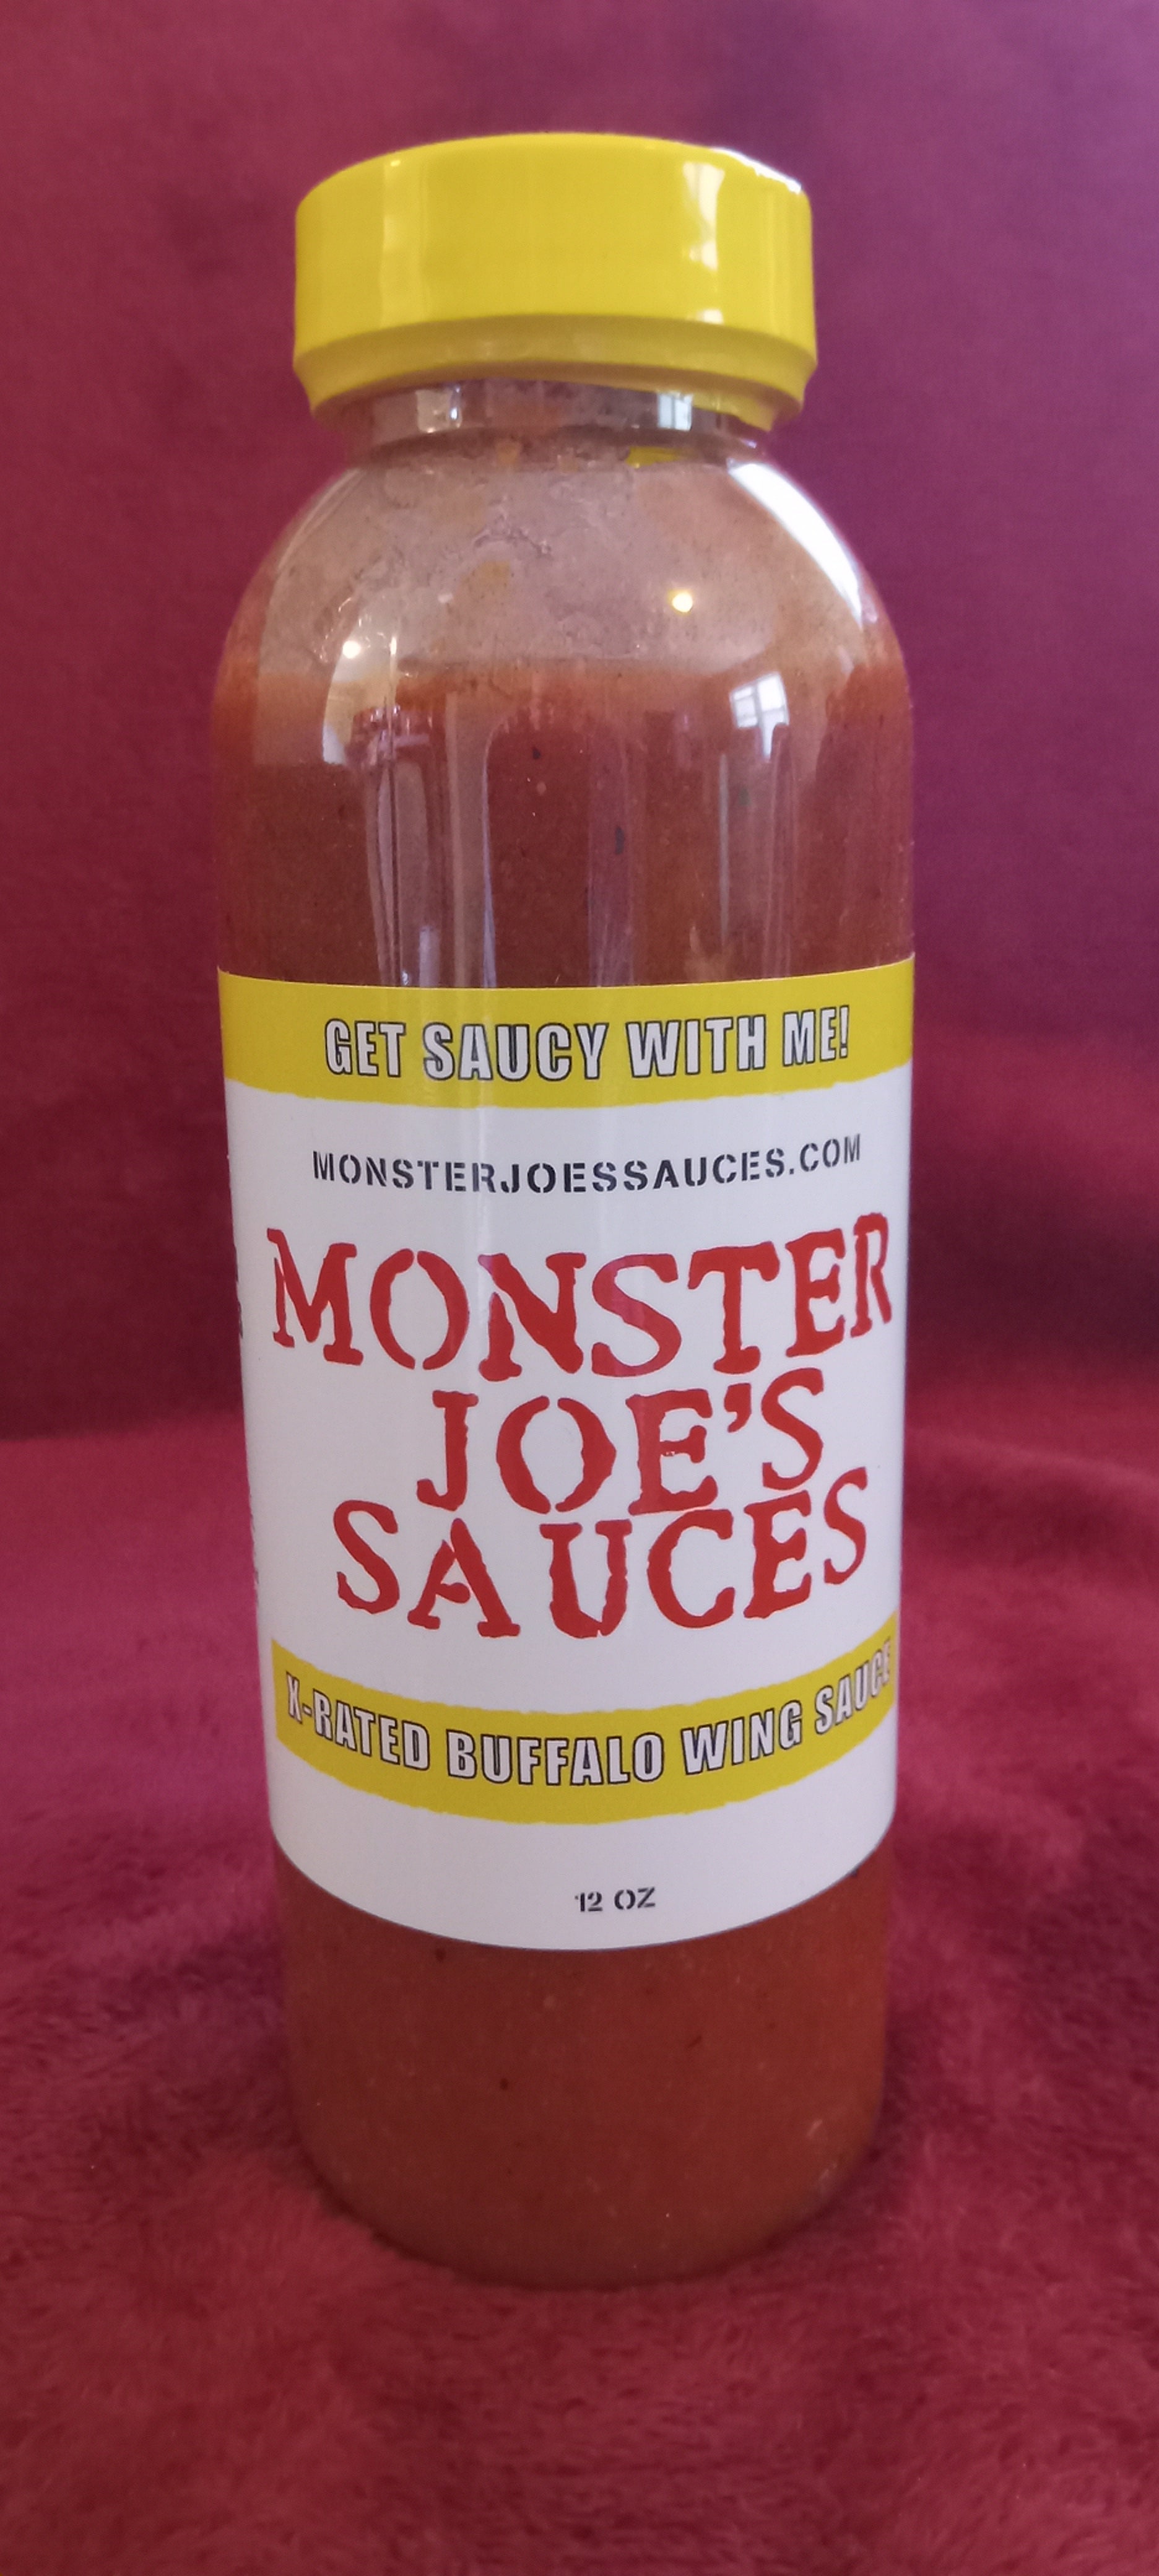 GET SAUCY WITH ME!
MONSTERJOESSAUCES.COM
MONSTER
JOE'S
SAUCES
X-RATED BUFFALO WING SAUCE
12 OZ